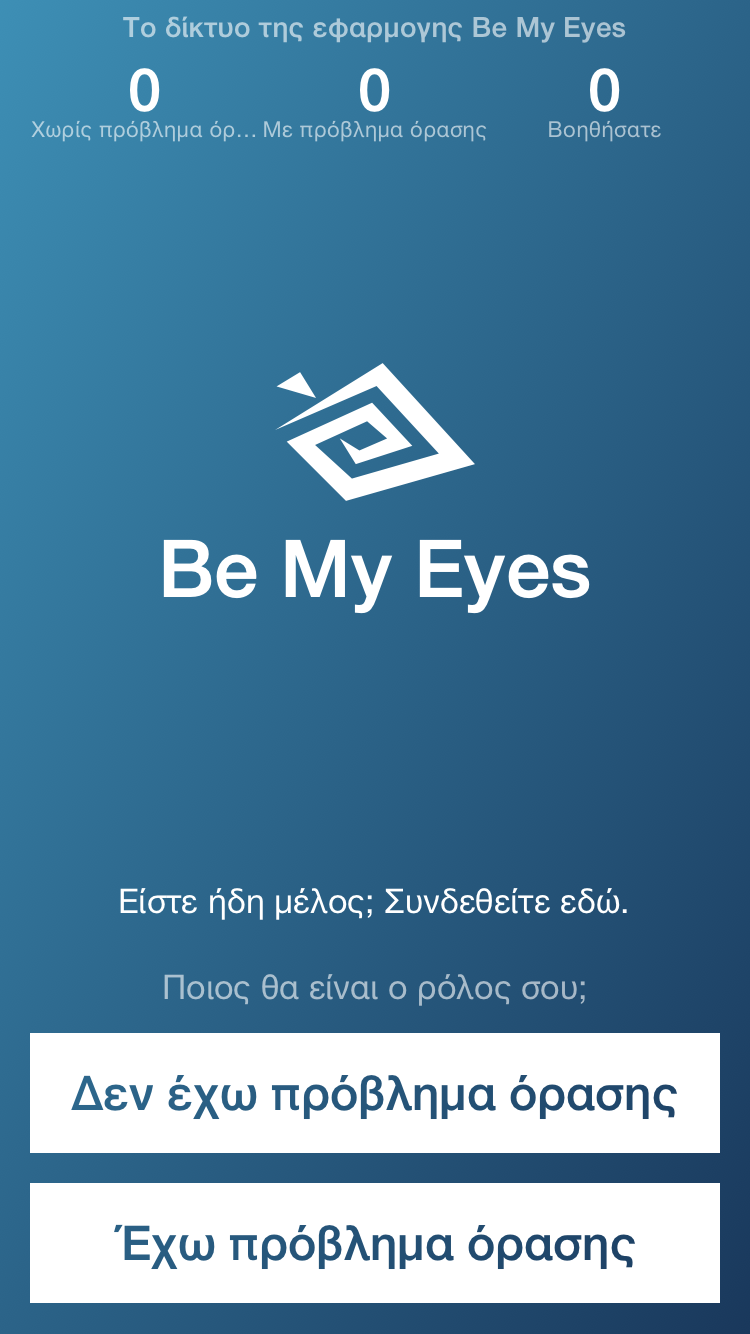 Το δίκτυο της εφαρμογης Be My Eyes
0 0 0
Χωρίς πρόβλημα όρ... Με πρόβλημα όρασης Βοηθήσατε
Be My Eyes
Είστε ήδη μέλος; Συνδεθείτε εδώ.
Ποιος θα είναι ο ρόλος σου;
Δεν έχω πρόβλημα όρασης
Έχω πρόβλημα όρασης